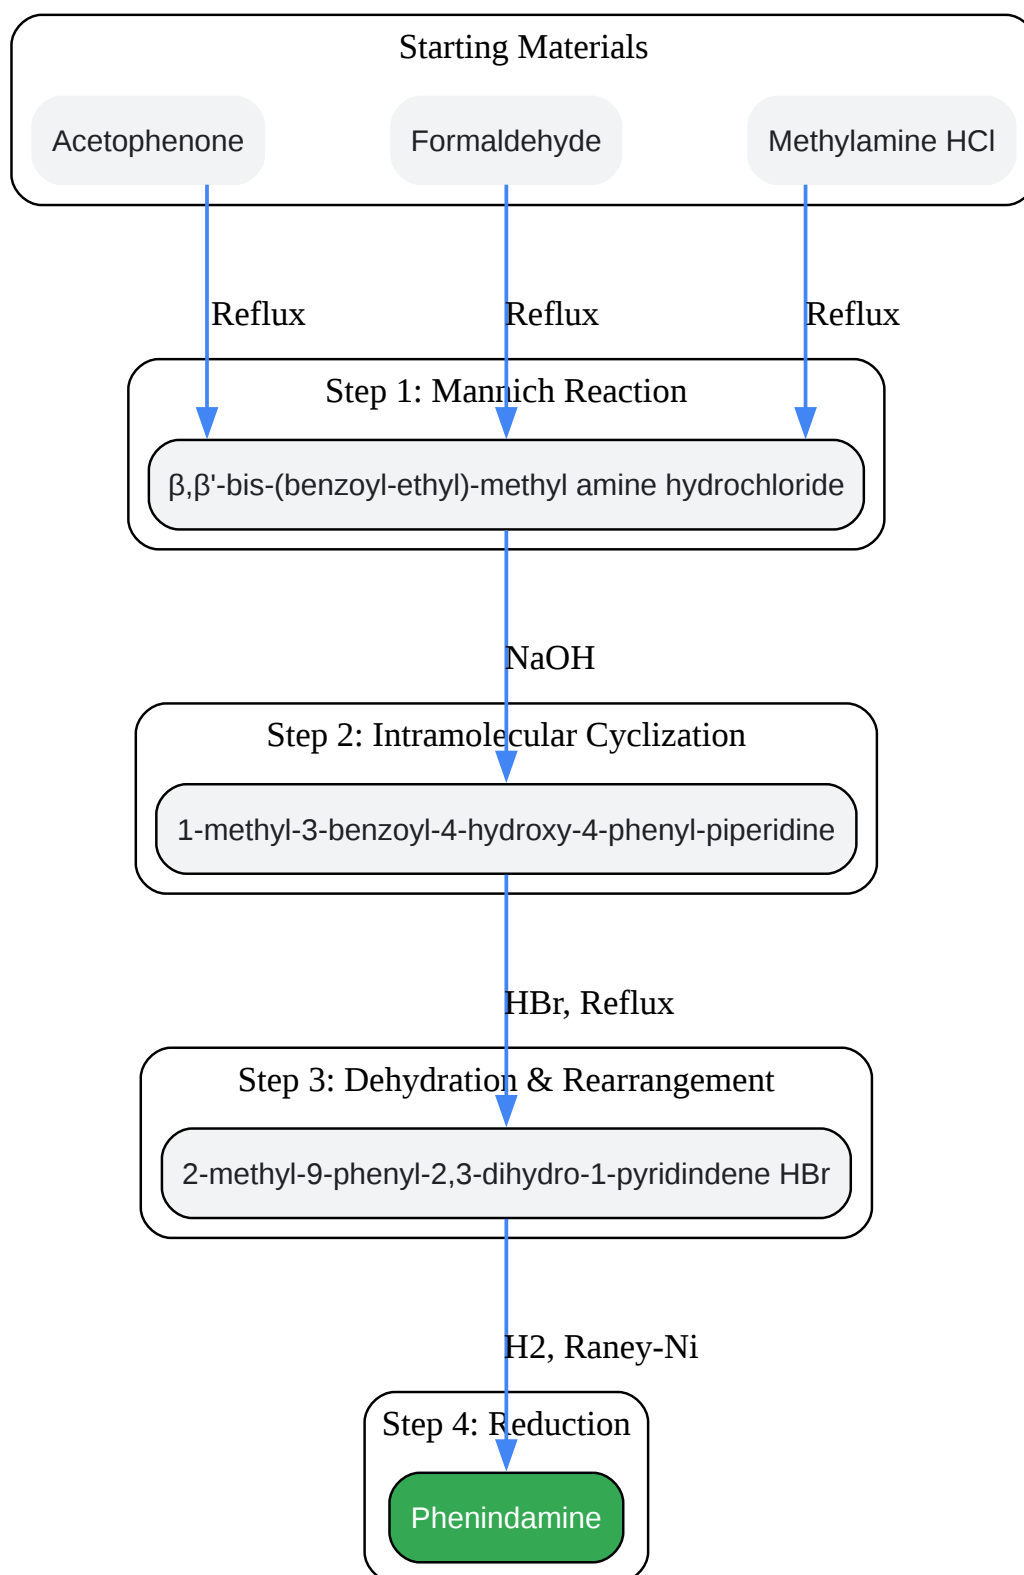 Starting Materials
Acetophenone
Formaldehyde
Methylamine HCl
Reflux
Reflux
Reflux
Step 1: Mannich Reaction
β,β'-bis-(benzoyl-ethyl)-methyl amine hydrochloride
NaOH
Step 2: Intramolecular Cyclization
1-methyl-3-benzoyl-4-hydroxy-4-phenyl-piperidine
HBr, Reflux
Step 3: Dehydration & Rearrangement
2-methyl-9-phenyl-2,3-dihydro-1-pyridindene HBr
H2, Raney-Ni
Step 4: Reduction
Phenindamine